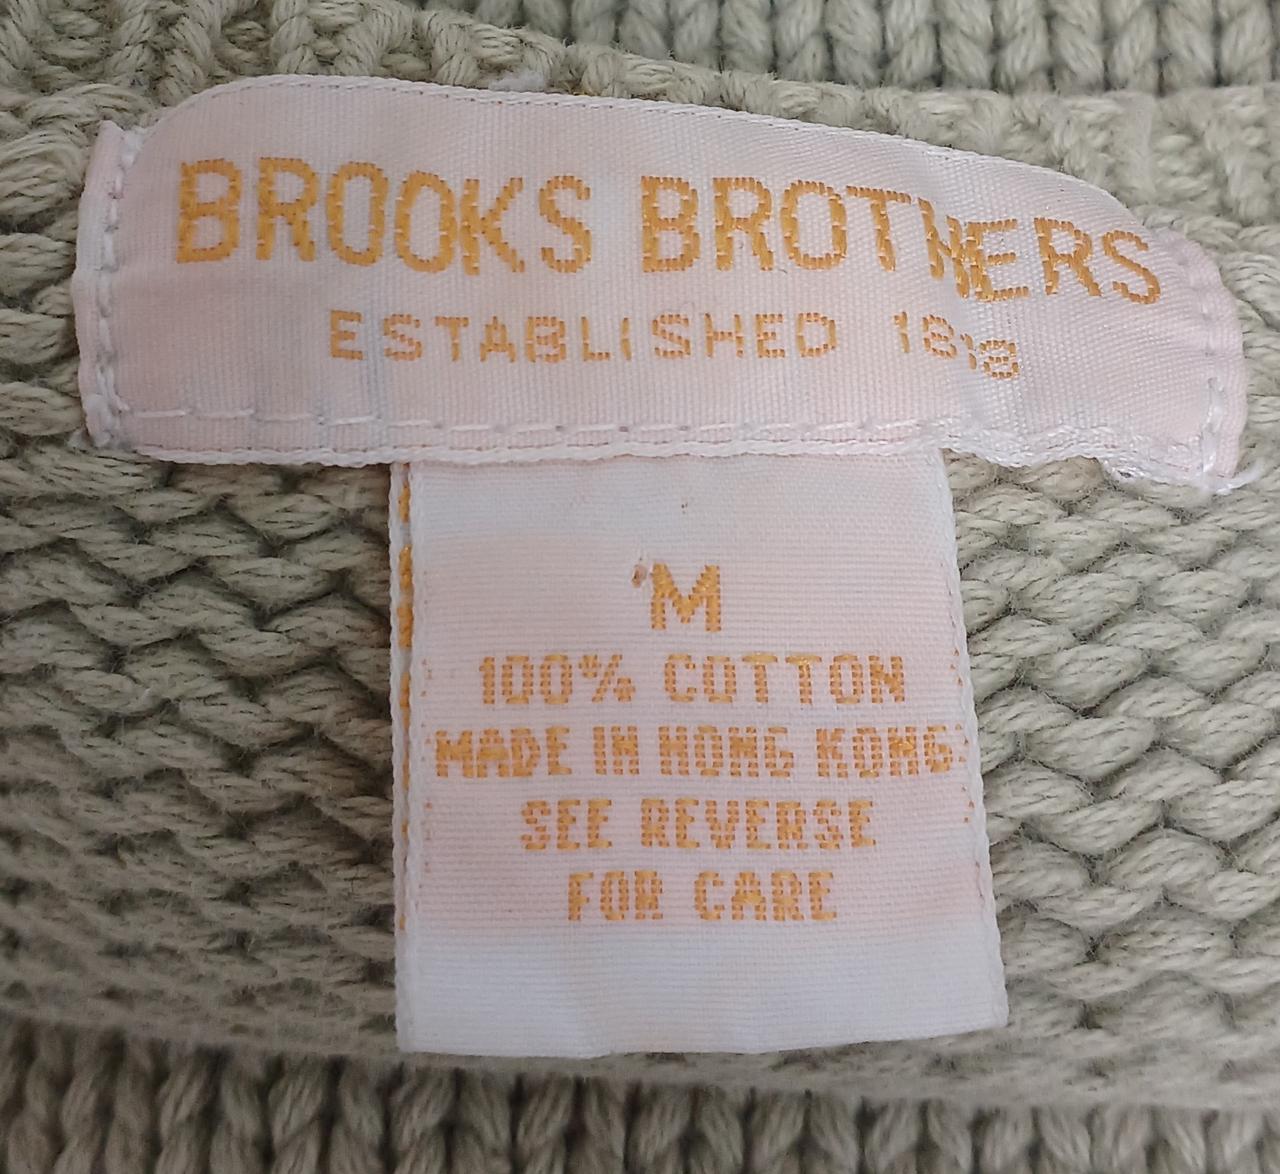 BROOKS BROTHERS
ESTABLISHED 1818
M
100% COTTON
MADE IN HONG KONG
SEE REVERSE
FOR CARE